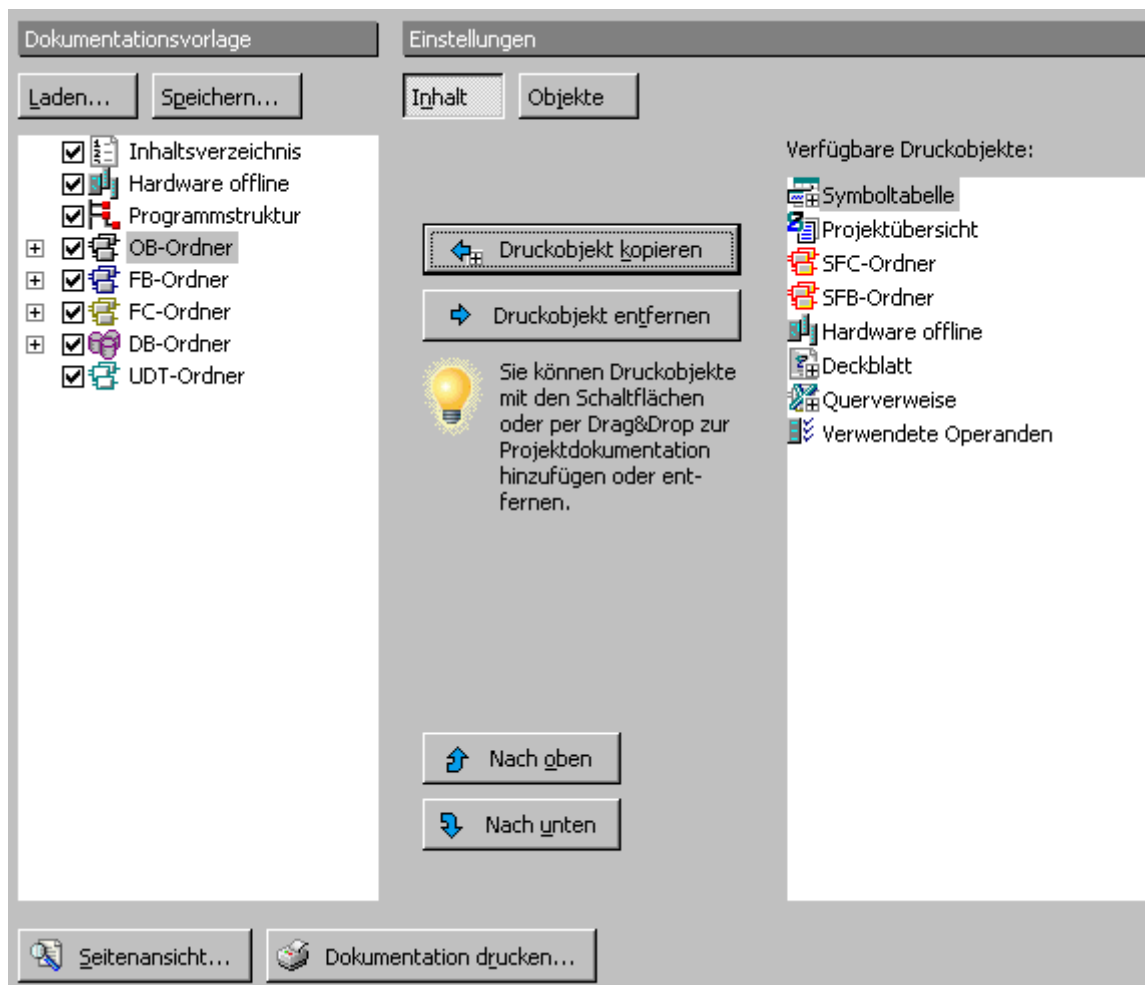 Dokumentationsvorlage
Einstellungen
Laden...
Speichern...
Inhalt
Objekte
Inhaltsverzeichnis
Hardware offline
Programmstruktur
OB-Ordner
FB-Ordner
FC-Ordner
DB-Ordner
UDT-Ordner
Druckobjekt kopieren
Druckobjekt entfernen
Sie können Druckobjekte
mit den Schaltflächen
oder per Drag&Drop zur
Projektdokumentation
hinzufügen oder ent-
fernen.
Nach oben
Nach unten
Verfügbare Druckobjekte:
Symboltabelle
Projektübersicht
SFC-Ordner
SFB-Ordner
Hardware offline
Deckblatt
Querverweise
Verwendete Operanden
Seitenansicht...
Dokumentation drucken...